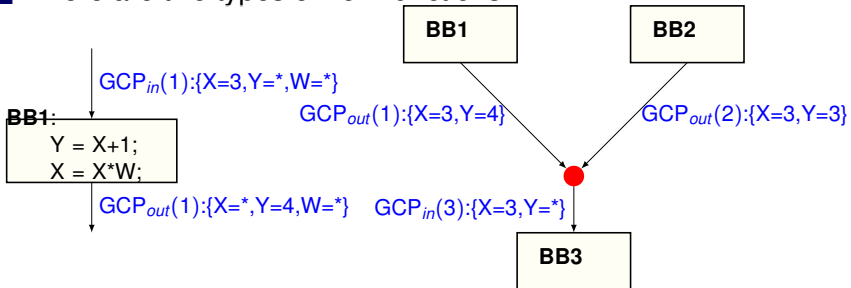 BB1
BB2
GCPin(1):{X=3,Y=*,W=*}
GCPout(1):{X=3,Y=4}
GCPout(2):{X=3,Y=3}
BB1:
Y = X+1;
X = X*W;
GCPout(1):{X=*,Y=4,W=*}
GCPin(3):{X=3,Y=*}
BB3